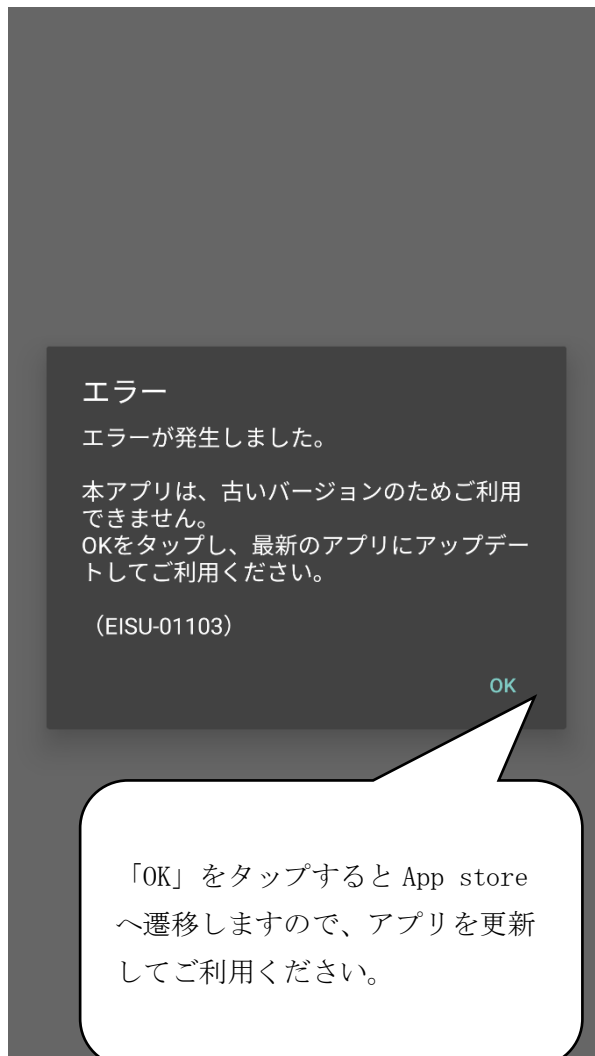 エラー
エラーが発生しました。
本アプリは、古いバージョンのためご利用
できません。
OKをタップし、最新のアプリにアップデー
トしてご利用ください。
（EISU-01103）
OK
「OK」をタップすると App store
へ遷移しますので、アプリを更新
してご利用ください。